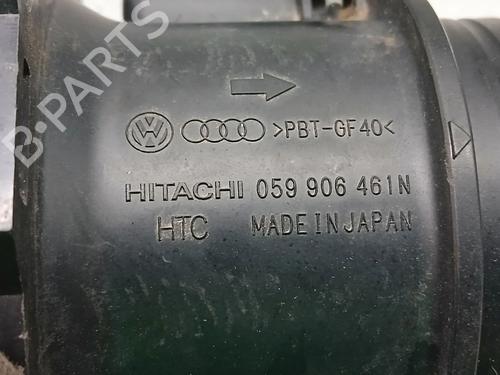 B-PARTS
>PBT-GF40<
HITACHI 059 906 461N
HTC MADE IN JAPAN